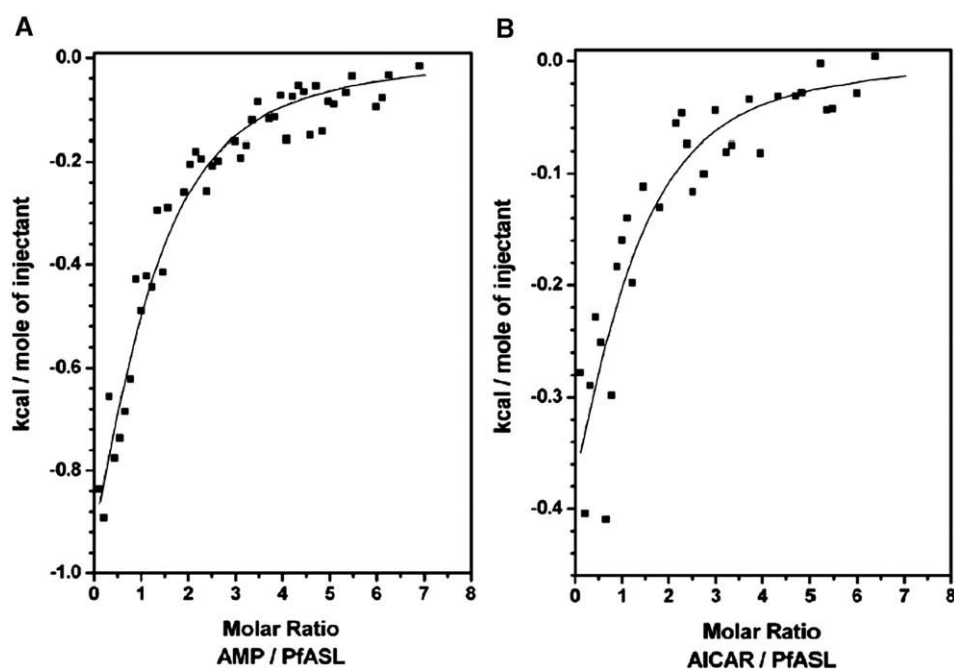 A
B
0.0
-0.2
-0.4
-0.6
-0.8
-1.0
kcal / mole of injectant
0 1 2 3 4 5 6 7 8
Molar Ratio
AMP / PfASL
0.0
-0.1
-0.2
-0.3
-0.4
kcal / mole of injectant
0 1 2 3 4 5 6 7 8
Molar Ratio
AICAR / PfASL